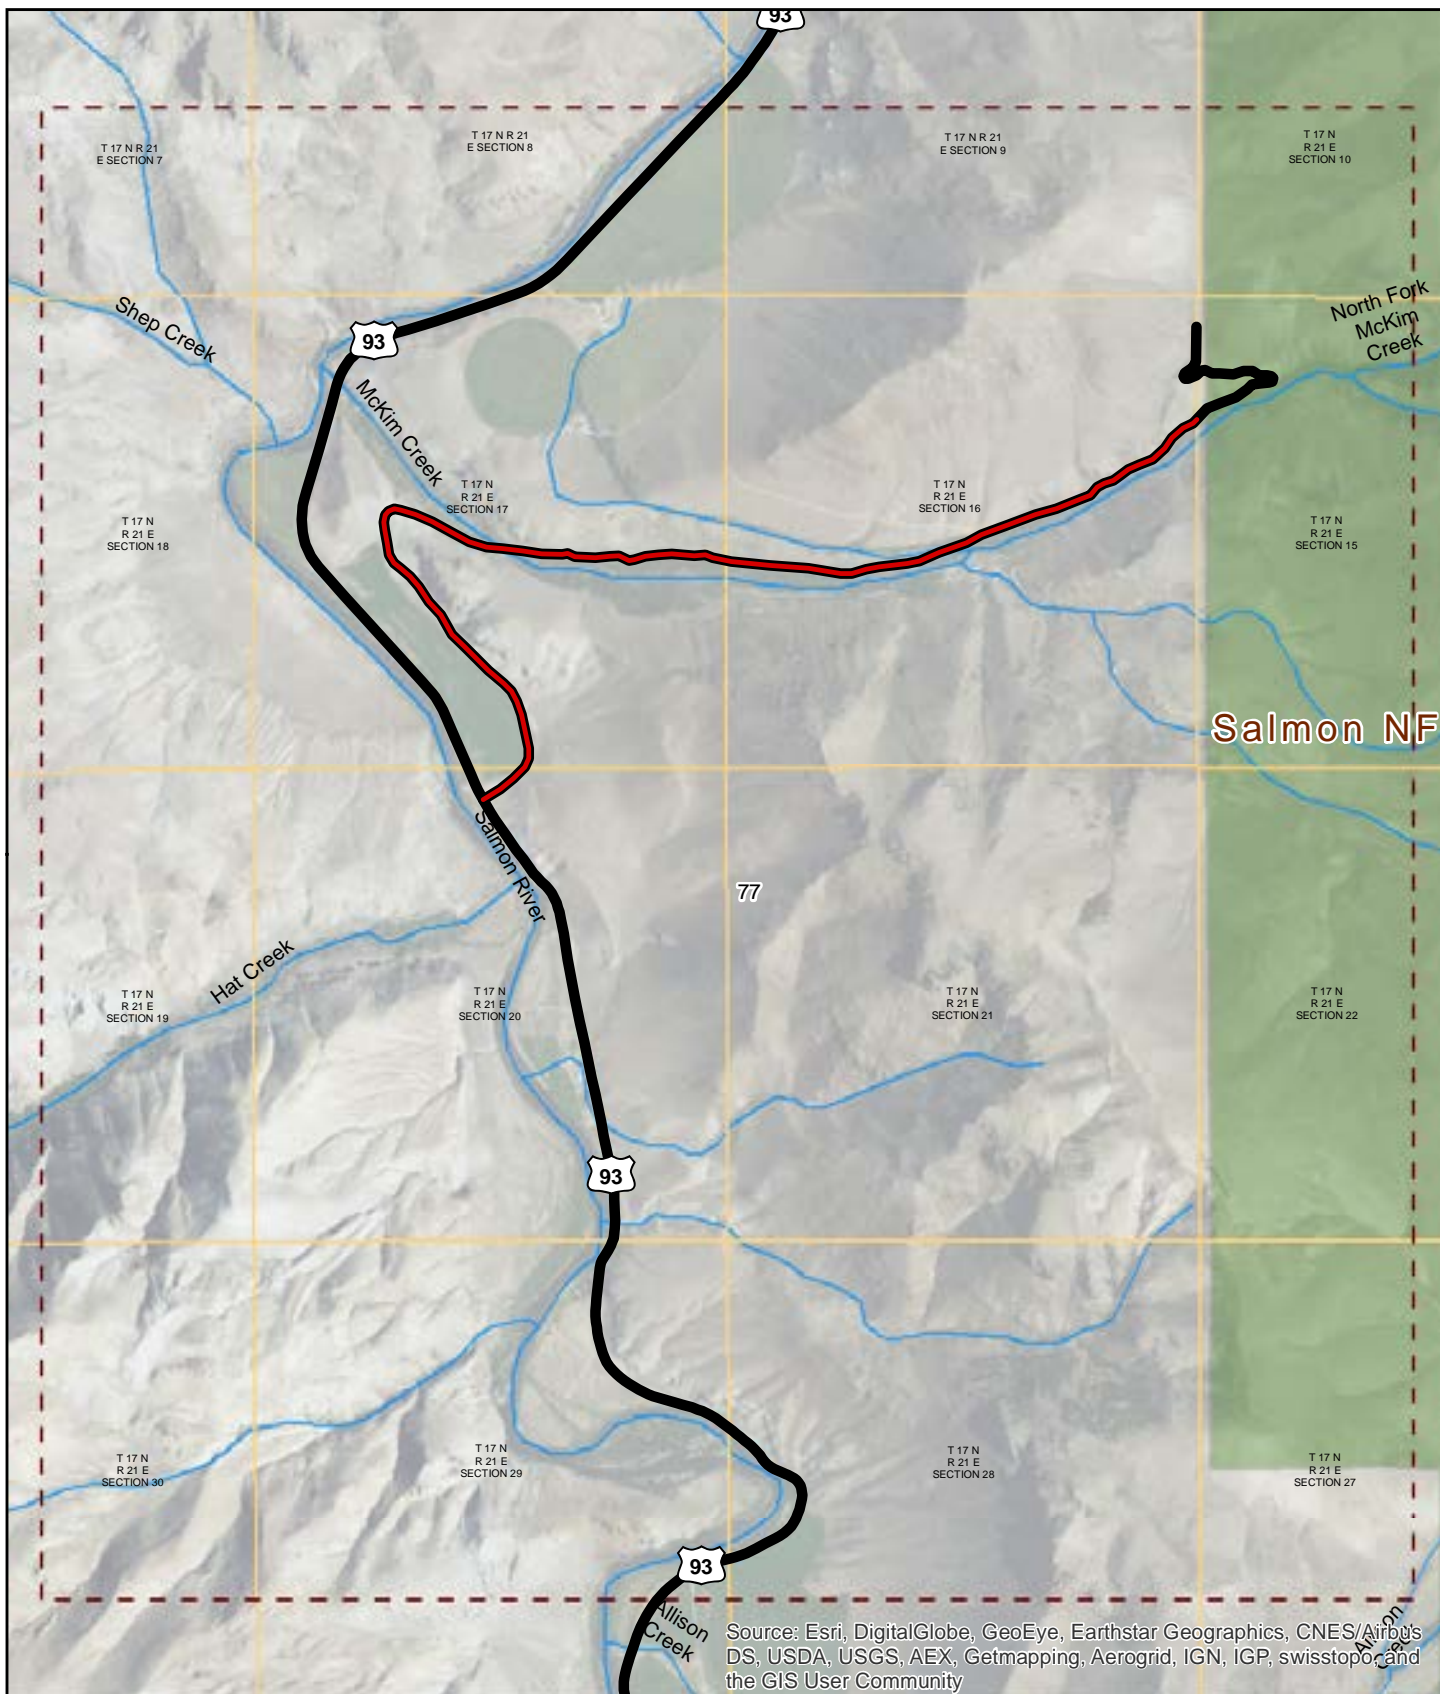 93
T 17 N R 21
E SECTION 7
T 17 N R 21
E SECTION 8
T 17 N R 21
E SECTION 9
T 17 N
R 21 E
SECTION 10
Shep Creek
93
North Fork
McKim
Creek
McKim Creek
T 17 N
R 21 E
SECTION 17
T 17 N
R 21 E
SECTION 16
T 17 N
R 21 E
SECTION 18
T 17 N
R 21 E
SECTION 15
Salmon NF
Salmon River
77
Hat Creek
T 17 N
R 21 E
SECTION 19
T 17 N
R 21 E
SECTION 20
T 17 N
R 21 E
SECTION 21
T 17 N
R 21 E
SECTION 22
93
T 17 N
R 21 E
SECTION 30
T 17 N
R 21 E
SECTION 29
T 17 N
R 21 E
SECTION 28
T 17 N
R 21 E
SECTION 27
93
Allison
Creek
Allison
Creek
Source: Esri, DigitalGlobe, GeoEye, Earthstar Geographics, CNES/Airbus
DS, USDA, USGS, AEX, Getmapping, Aerogrid, IGN, IGP, swisstopo, and
the GIS User Community